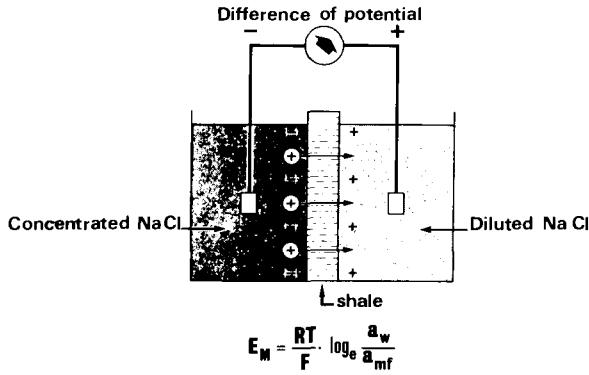 Difference of potential
− +
Concentrated NaCl
Diluted NaCl
shale
E_M = RT/F · log_e a_w/a_mf